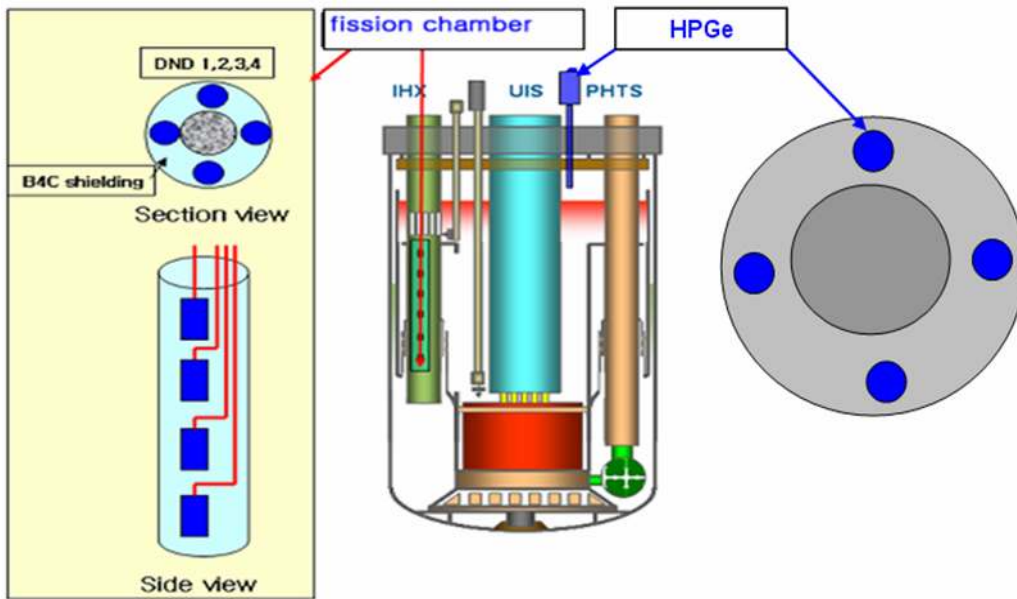 fission chamber
HPGe
DND 1,2,3,4
B4C shielding
Section view
Side view
IHX
UIS
PHTS